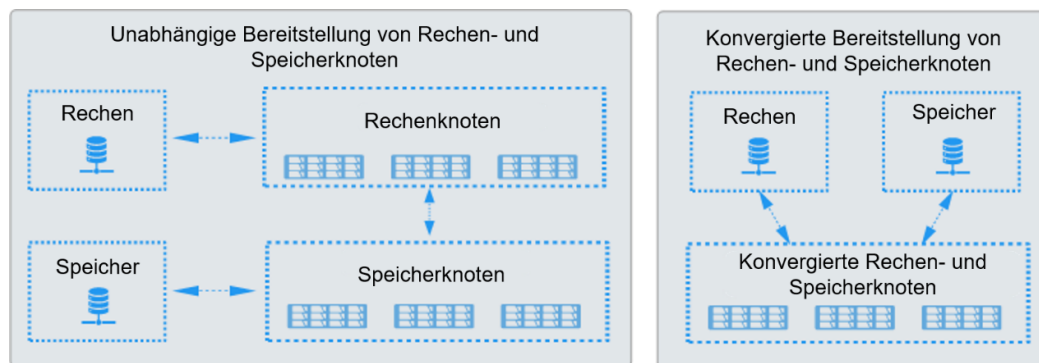 Unabhängige Bereitstellung von Rechen- und
Speicherknoten
Rechen
Rechenknoten
Speicher
Speicherknoten
Konvergierte Bereitstellung von
Rechen- und Speicherknoten
Rechen
Speicher
Konvergierte Rechen- und
Speicherknoten